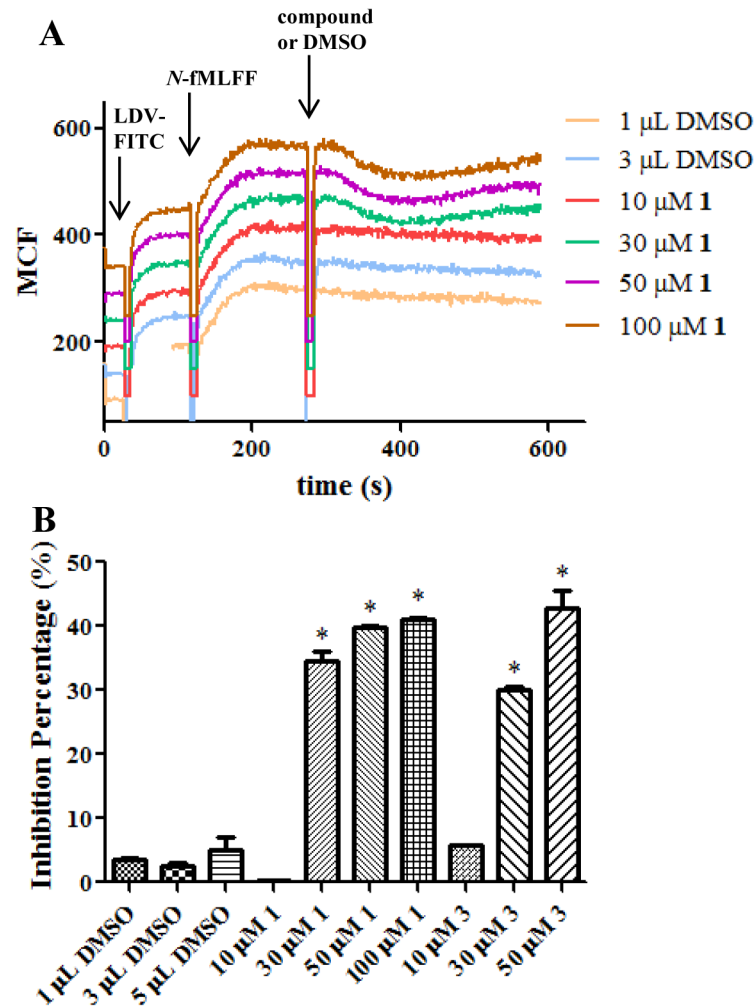 A
compound
or DMSO
N-fMLFF
LDV-
FITC
600
400
200
MCF
0
200
400
600
time (s)
1 μL DMSO
3 μL DMSO
10 μM 1
30 μM 1
50 μM 1
100 μM 1
B
50
40
30
20
10
0
Inhibition Percentage (%)
*
*
*
*
*
1 μL DMSO
3 μL DMSO
5 μL DMSO
10 μM 1
30 μM 1
50 μM 1
100 μM 1
10 μM 3
30 μM 3
50 μM 3